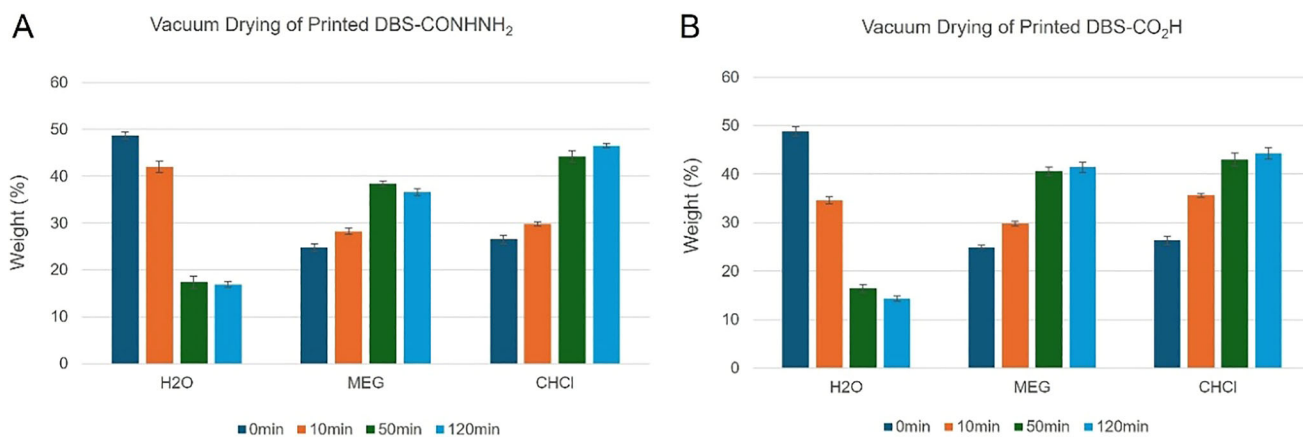 A
Vacuum Drying of Printed DBS-CONHNH₂
Weight (%)
60
50
40
30
20
10
0
H2O MEG CHCl
0min 10min 50min 120min
B
Vacuum Drying of Printed DBS-CO₂H
Weight (%)
60
50
40
30
20
10
0
H2O MEG CHCl
0min 10min 50min 120min